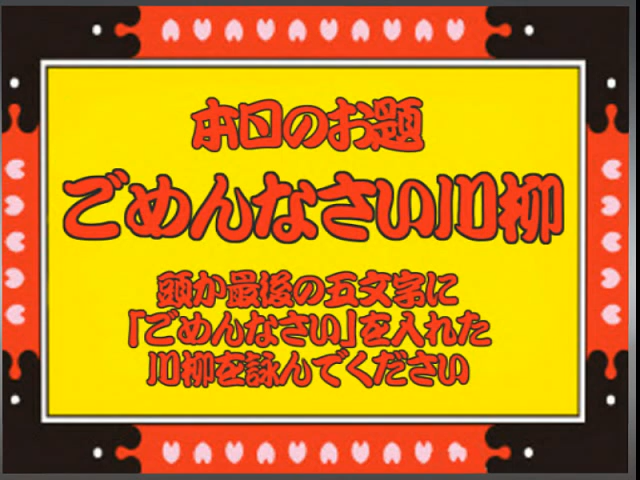 本日のお題
ごめんなさい川柳
頭か最後の五文字に
「ごめんなさい」を入れた
川柳を詠んでください